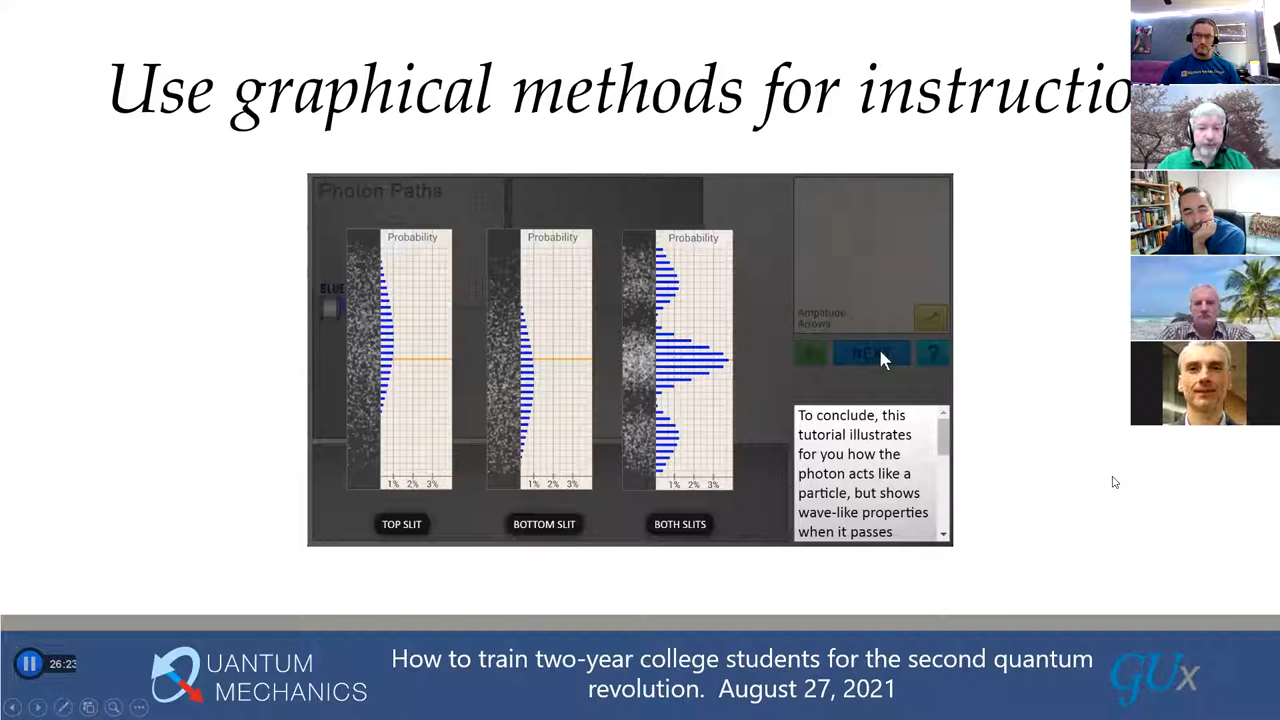 Use graphical methods for instructio
Photon Paths
Probability
Probability
Probability
BLUE
Amplitude
Arrows
NEXT
?
To conclude, this
tutorial illustrates
for you how the
photon acts like a
particle, but shows
wave-like properties
when it passes
1% 2% 3%
1% 2% 3%
1% 2% 3%
TOP SLIT
BOTTOM SLIT
BOTH SLITS
26:23
QUANTUM
MECHANICS
How to train two-year college students for the second quantum
revolution. August 27, 2021
GUx